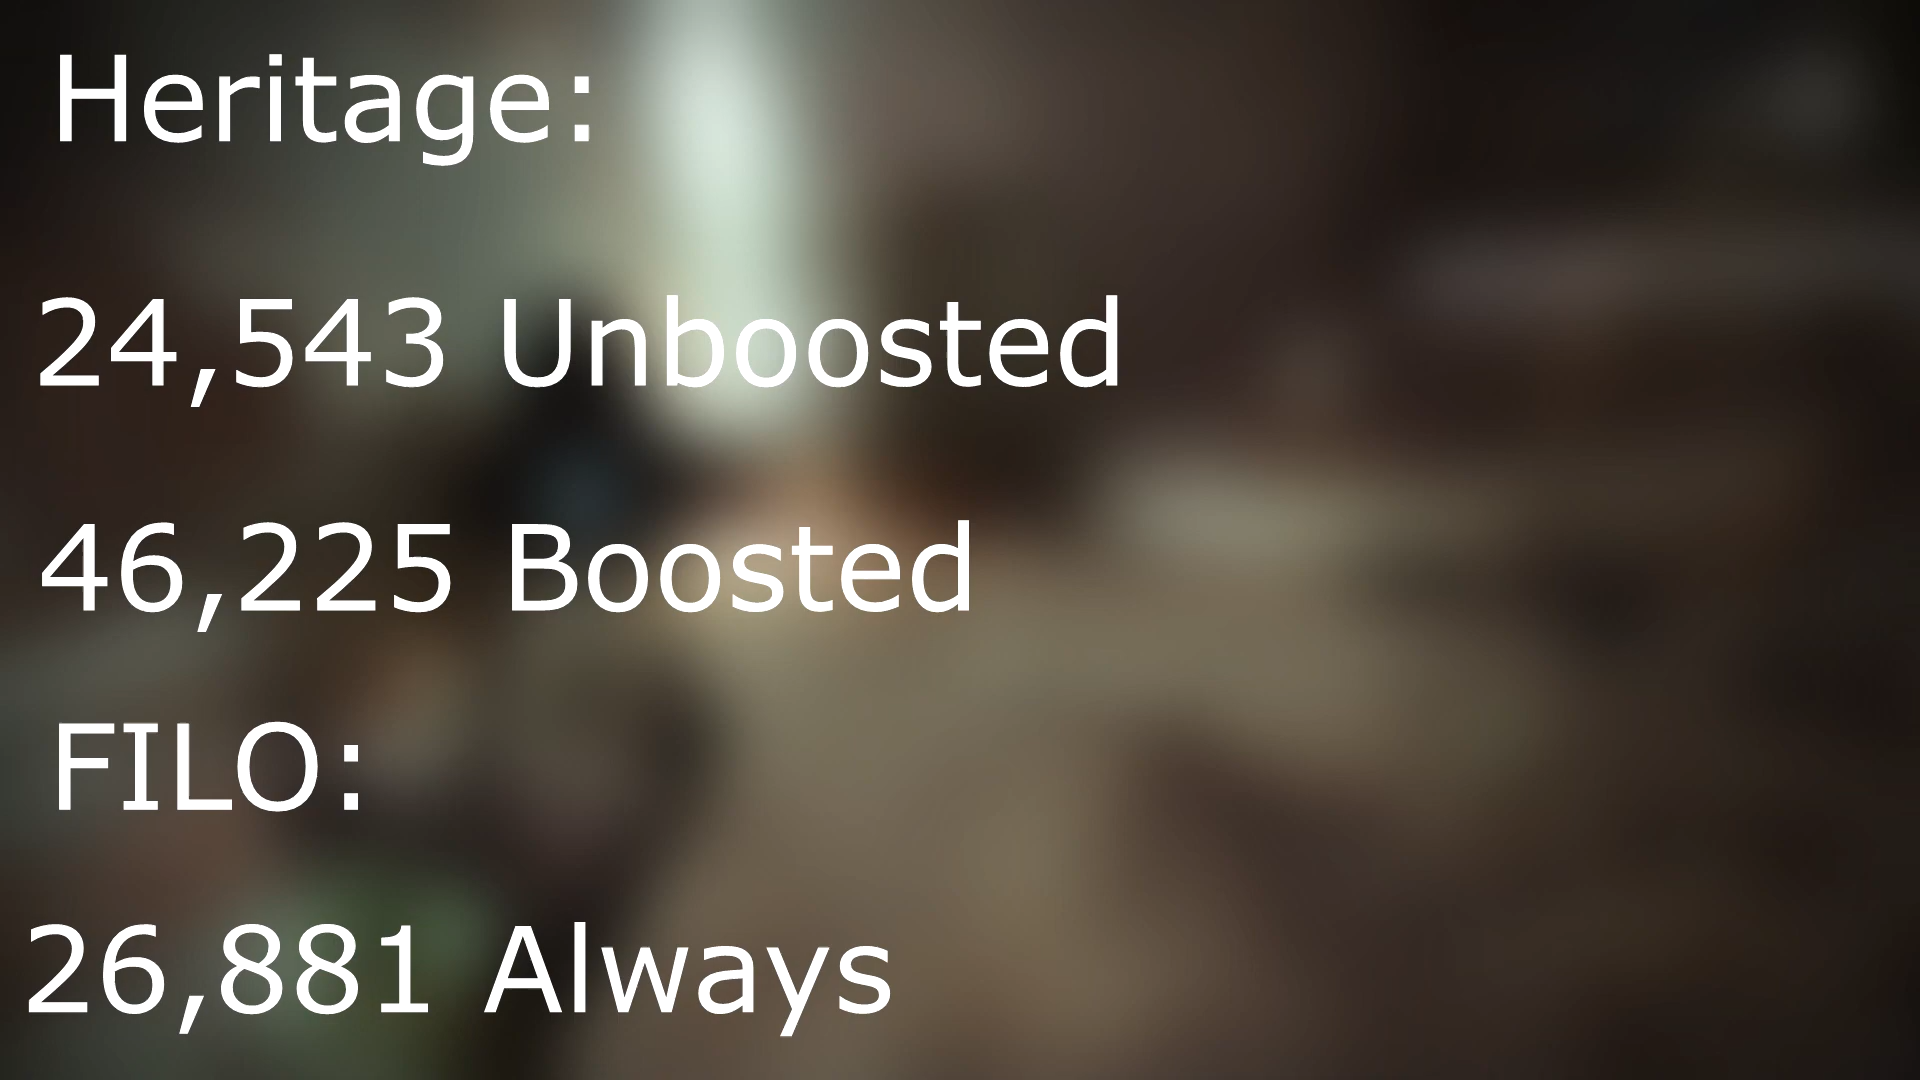 Heritage:
24,543 Unboosted
46,225 Boosted
FILO:
26,881 Always